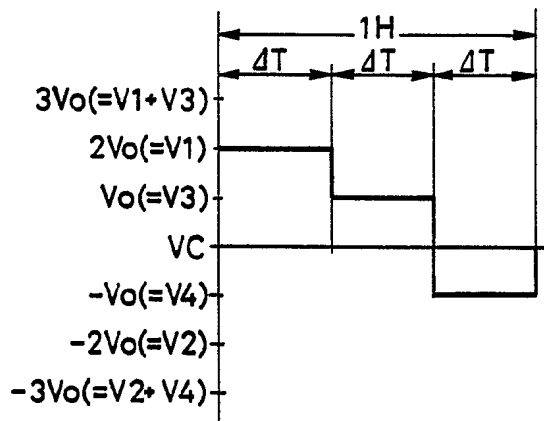 1H
ΔT ΔT ΔT
3Vo(=V1+V3)
2Vo(=V1)
Vo(=V3)
VC
-Vo(=V4)
-2Vo(=V2)
-3Vo(=V2+V4)